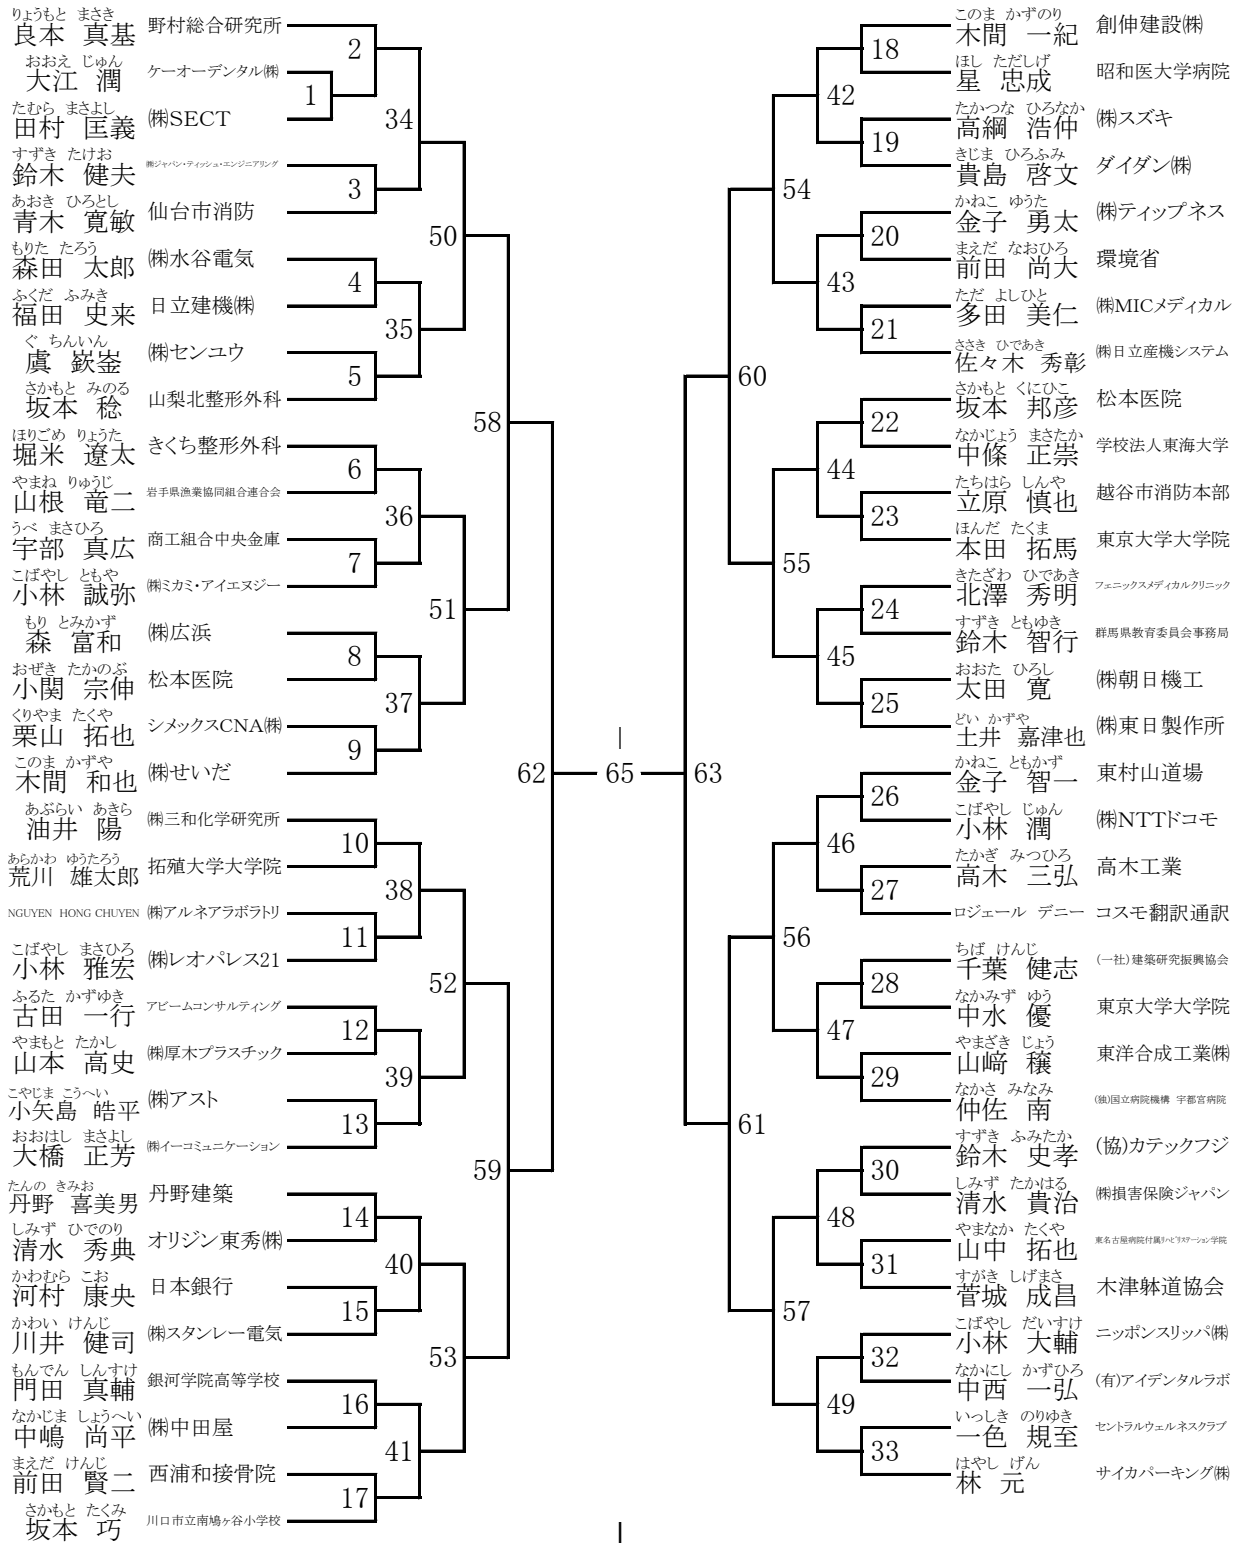 りょうもと まさき
良本 真基 野村総合研究所
おおえ じゅん
大江 潤 ケーオーデンタル㈱
たむら まさよし
田村 匡義 ㈱SECT
すずき たけお
鈴木 健夫 ㈱ジャパン・ティッシュ・エンジニアリング
あおき ひろとし
青木 寛敏 仙台市消防
もりた たろう
森田 太郎 ㈱水谷電気
ふくだ ふみき
福田 史来 日立建機㈱
ぐ ちんいん
虞 嶔崟 ㈱センユウ
さかもと みのる
坂本 稔 山梨北整形外科
ほりごめ りょうた
堀米 遼太 きくち整形外科
やまね りゅうじ
山根 竜二 岩手県漁業協同組合連合会
うべ まさひろ
宇部 真広 商工組合中央金庫
こばやし ともや
小林 誠弥 ㈱ミカミ・アイエヌジー
もり とみかず
森 富和 ㈱広浜
おぜき たかのぶ
小関 宗伸 松本医院
くりやま たくや
栗山 拓也 シメックスCNA㈱
このま かずや
木間 和也 ㈱せいだ
あぶらい あきら
油井 陽 ㈱三和化学研究所
あらかわ ゆうたろう
荒川 雄太郎 拓殖大学大学院
NGUYEN HONG CHUYEN ㈱アルネアラボラトリ
こばやし まさひろ
小林 雅宏 ㈱レオパレス21
ふるた かずゆき
古田 一行 アビームコンサルティング
やまもと たかし
山本 高史 ㈱厚木プラスチック
こやじま こうへい
小矢島 皓平 ㈱アスト
おおはし まさよし
大橋 正芳 ㈱イーコミュニケーション
たんの きみお
丹野 喜美男 丹野建築
しみず ひでのり
清水 秀典 オリジン東秀㈱
かわむら こお
河村 康央 日本銀行
かわい けんじ
川井 健司 ㈱スタンレー電気
もんでん しんすけ
門田 真輔 銀河学院高等学校
なかじま しょうへい
中嶋 尚平 ㈱中田屋
まえだ けんじ
前田 賢二 西浦和接骨院
さかもと たくみ
坂本 巧 川口市立南鳩ヶ谷小学校
1
2
3
4
5
6
7
8
9
10
11
12
13
14
15
16
17
34
35
36
37
38
39
40
41
50
51
52
53
58
59
62
65
63
60
61
54
55
56
57
42
43
44
45
46
47
48
49
18
19
20
21
22
23
24
25
26
27
28
29
30
31
32
33
このま かずのり
木間 一紀 創伸建設㈱
ほし ただしげ
星 忠成 昭和医大学病院
たかつな ひろなか
高綱 浩仲 ㈱スズキ
きじま ひろふみ
貴島 啓文 ダイダン㈱
かねこ ゆうた
金子 勇太 ㈱ティップネス
まえだ なおひろ
前田 尚大 環境省
ただ よしひと
多田 美仁 ㈱MICメディカル
ささき ひであき
佐々木 秀彰 ㈱日立産機システム
さかもと くにひこ
坂本 邦彦 松本医院
なかじょう まさたか
中條 正崇 学校法人東海大学
たちはら しんや
立原 慎也 越谷市消防本部
ほんだ たくま
本田 拓馬 東京大学大学院
きたざわ ひであき
北澤 秀明 フェニックスメディカルクリニック
すずき ともゆき
鈴木 智行 群馬県教育委員会事務局
おおた ひろし
太田 寛 ㈱朝日機工
どい かずや
土井 嘉津也 ㈱東日製作所
かねこ ともかず
金子 智一 東村山道場
こばやし じゅん
小林 潤 ㈱NTTドコモ
たかぎ みつひろ
高木 三弘 高木工業
ロジェール デニー コスモ翻訳通訳
ちば けんじ
千葉 健志 (一社)建築研究振興協会
なかみず ゆう
中水 優 東京大学大学院
やまざき じょう
山﨑 穣 東洋合成工業㈱
なかさ みなみ
仲佐 南 (独)国立病院機構 宇都宮病院
すずき ふみたか
鈴木 史孝 (協)カテックフジ
しみず たかはる
清水 貴治 ㈱損害保険ジャパン
やまなか たくや
山中 拓也 東名古屋病院付属リハビリステーション学院
すがき しげまさ
菅城 成昌 木津躰道協会
こばやし だいすけ
小林 大輔 ニッポンスリッパ㈱
なかにし かずひろ
中西 一弘 (有)アイデンタルラボ
いっしき のりゆき
一色 規至 セントラルウェルネスクラブ
はやし げん
林 元 サイカパーキング㈱